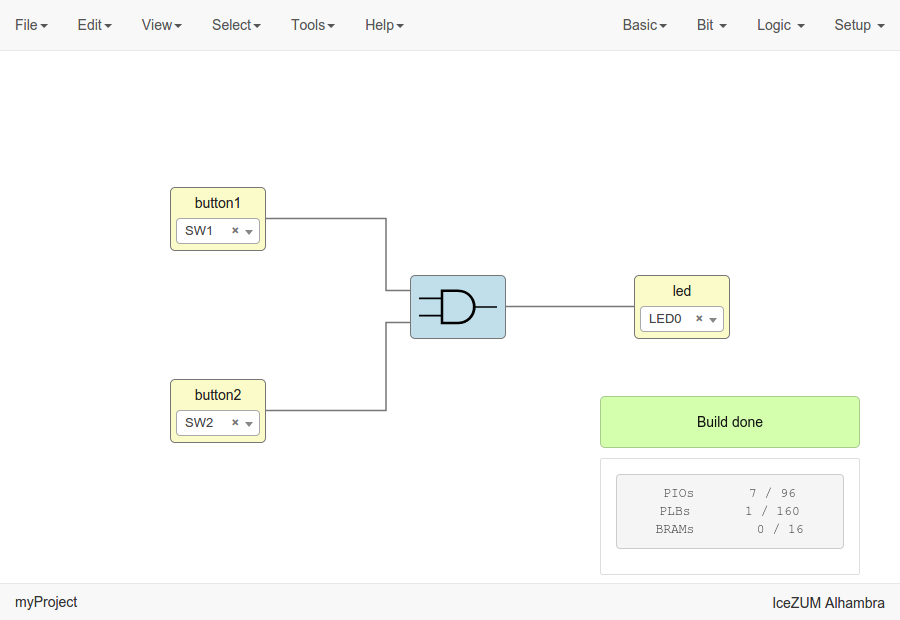 File Edit View Select Tools Help Basic Bit Logic Setup
button1
SW1 ×
led
LED0 ×
button2
SW2 ×
Build done
PIOs 7 / 96
PLBs 1 / 160
BRAMs 0 / 16
myProject IceZUM Alhambra